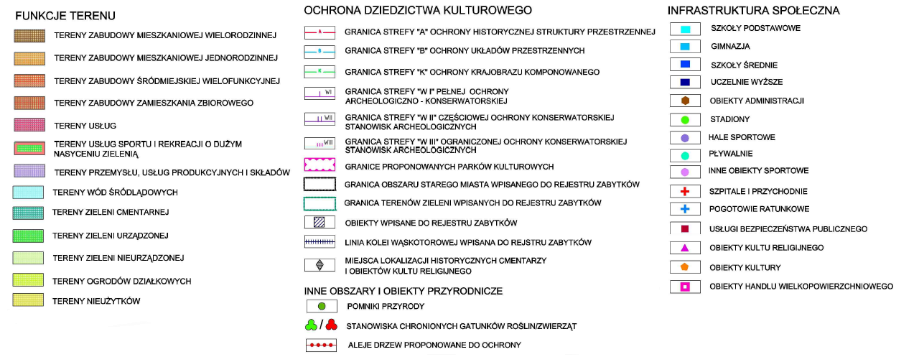 FUNKCJE TERENU
TERENY ZABUDOWY MIESZKANIOWEJ WIELORODZINNEJ
TERENY ZABUDOWY MIESZKANIOWEJ JEDNORODZINNEJ
TERENY ZABUDOWY ŚRÓDMIEJSKIEJ WIELOFUNKCYJNEJ
TERENY ZABUDOWY ZAMIESZKANIA ZBIOROWEGO
TERENY USŁUG
TERENY USŁUG SPORTU I REKREACJI O DUŻYM
NASYCENIU ZIELENIĄ
TERENY PRZEMYSŁU, USŁUG PRODUKCYJNYCH I SKŁADÓW
TERENY WÓD ŚRÓDLĄDOWYCH
TERENY ZIELENI CMENTARNEJ
TERENY ZIELENI URZĄDZONEJ
TERENY ZIELENI NIEURZĄDZONEJ
TERENY OGRODÓW DZIAŁKOWYCH
TERENY NIEUŻYTKÓW
OCHRONA DZIEDZICTWA KULTUROWEGO
A GRANICA STREFY "A" OCHRONY HISTORYCZNEJ STRUKTURY PRZESTRZENNEJ
B GRANICA STREFY "B" OCHRONY UKŁADÓW PRZESTRZENNYCH
K GRANICA STREFY "K" OCHRONY KRAJOBRAZU KOMPONOWANEGO
WI GRANICA STREFY "W I" PEŁNEJ OCHRONY
ARCHEOLOGICZNO - KONSERWATORSKIEJ
WII GRANICA STREFY "W II" CZĘŚCIOWEJ OCHRONY KONSERWATORSKIEJ
STANOWISK ARCHEOLOGICZNYCH
WIII GRANICA STREFY "W III" OGRANICZONEJ OCHRONY KONSERWATORSKIEJ
STANOWISK ARCHEOLOGICZNYCH
GRANICE PROPONOWANYCH PARKÓW KULTUROWYCH
GRANICA OBSZARU STAREGO MIASTA WPISANEGO DO REJESTRU ZABYTKÓW
GRANICA TERENÓW ZIELENI WPISANYCH DO REJESTRU ZABYTKÓW
OBIEKTY WPISANE DO REJESTRU ZABYTKÓW
LINIA KOLEI WĄSKOTOROWEJ WPISANA DO REJSTRU ZABYTKÓW
MIEJSCA LOKALIZACJI HISTORYCZNYCH CMENTARZY
I OBIEKTÓW KULTU RELIGIJNEGO
INNE OBSZARY I OBIEKTY PRZYRODNICZE
POMNIKI PRZYRODY
/ STANOWISKA CHRONIONYCH GATUNKÓW ROŚLIN/ZWIERZĄT
ALEJE DRZEW PROPONOWANE DO OCHRONY
INFRASTRUKTURA SPOŁECZNA
SZKOŁY PODSTAWOWE
GIMNAZJA
SZKOŁY ŚREDNIE
UCZELNIE WYŻSZE
OBIEKTY ADMINISTRACJI
STADIONY
HALE SPORTOWE
PŁYWALNIE
INNE OBIEKTY SPORTOWE
SZPITALE I PRZYCHODNIE
POGOTOWIE RATUNKOWE
USŁUGI BEZPIECZEŃSTWA PUBLICZNEGO
OBIEKTY KULTU RELIGIJNEGO
OBIEKTY KULTURY
OBIEKTY HANDLU WIELKOPOWIERZCHNIOWEGO